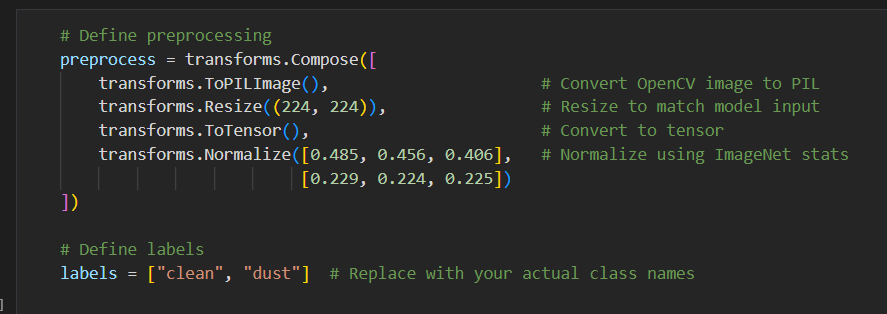 # Define preprocessing
preprocess = transforms.Compose([
transforms.ToPILImage(), # Convert OpenCV image to PIL
transforms.Resize((224, 224)), # Resize to match model input
transforms.ToTensor(), # Convert to tensor
transforms.Normalize([0.485, 0.456, 0.406], # Normalize using ImageNet stats
[0.229, 0.224, 0.225])
])
# Define labels
labels = ["clean", "dust"] # Replace with your actual class names
]